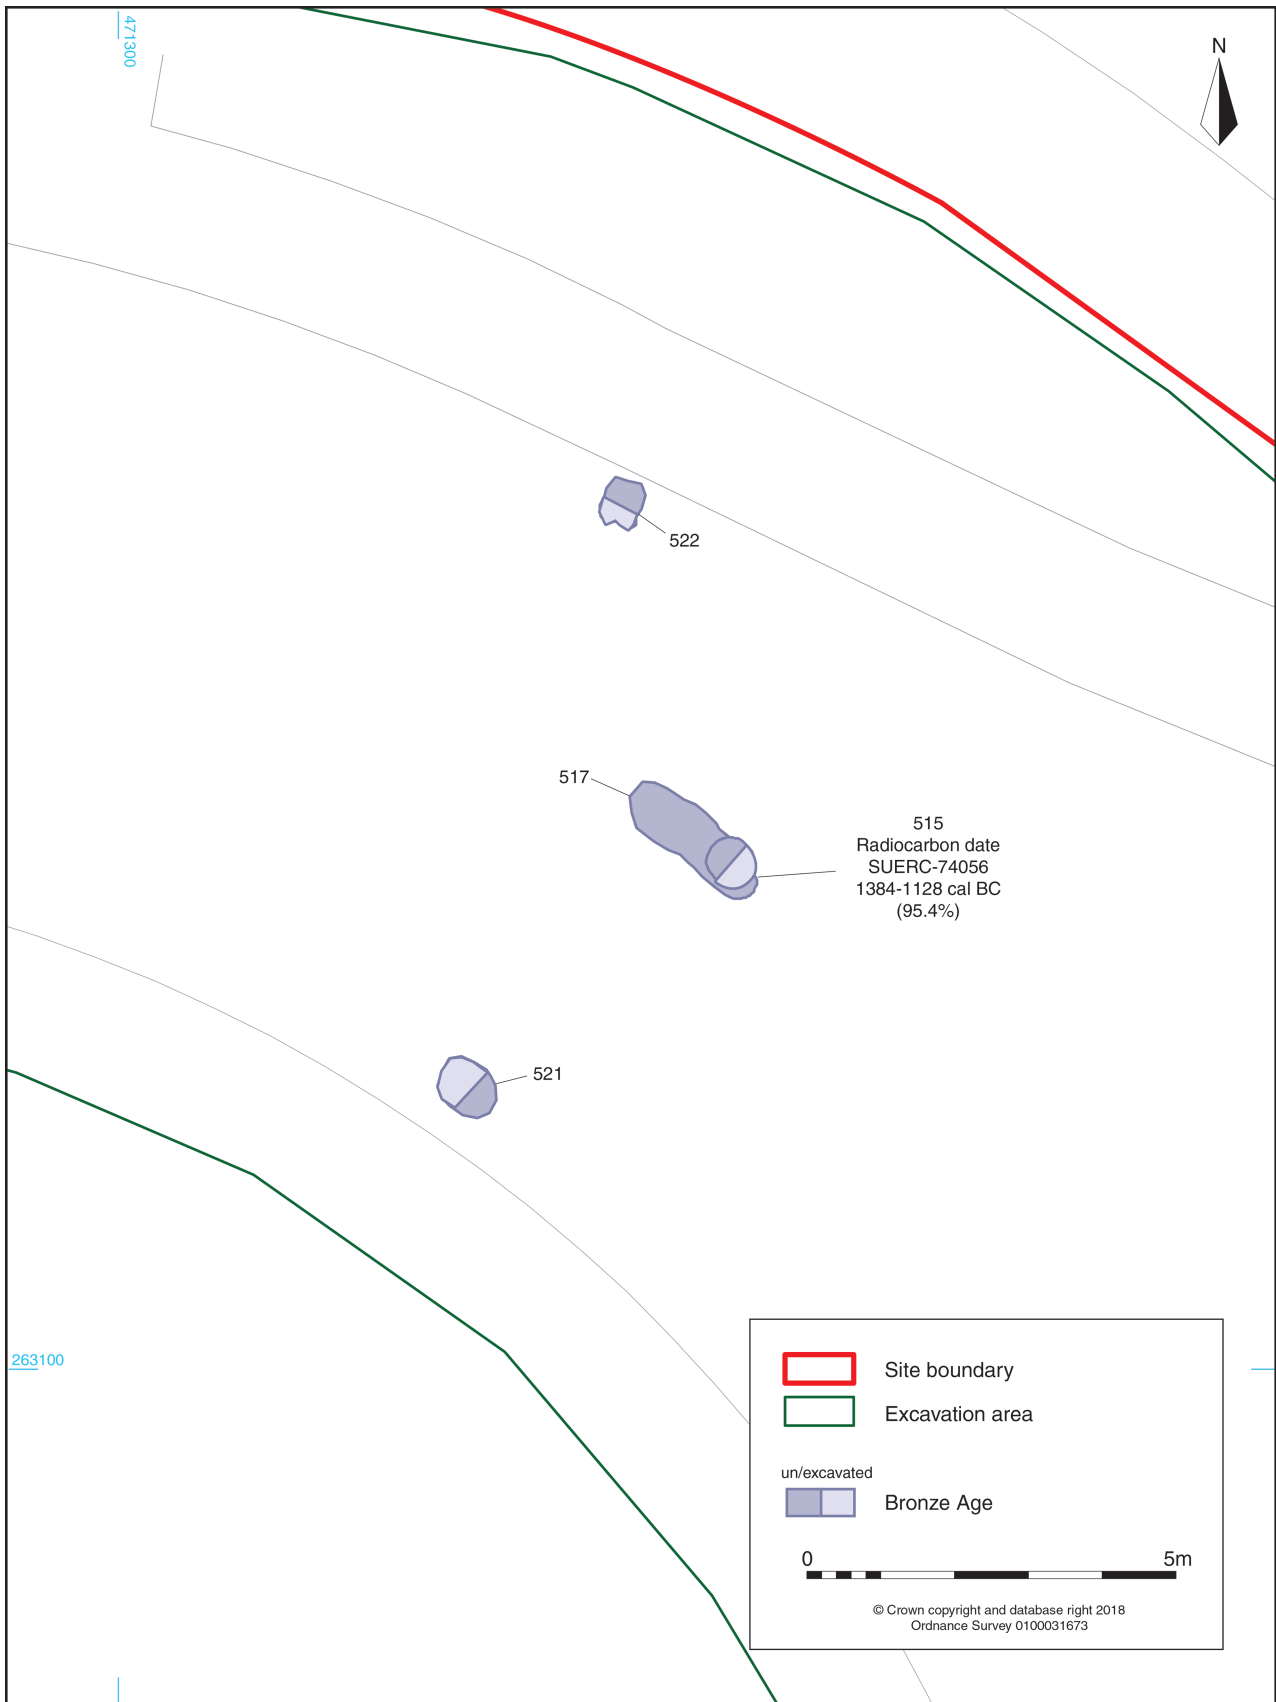 471300
N
522
517
515
Radiocarbon date
SUERC-74056
1384-1128 cal BC
(95.4%)
521
263100
Site boundary
Excavation area
un/excavated
Bronze Age
0 5m
© Crown copyright and database right 2018
Ordnance Survey 0100031673